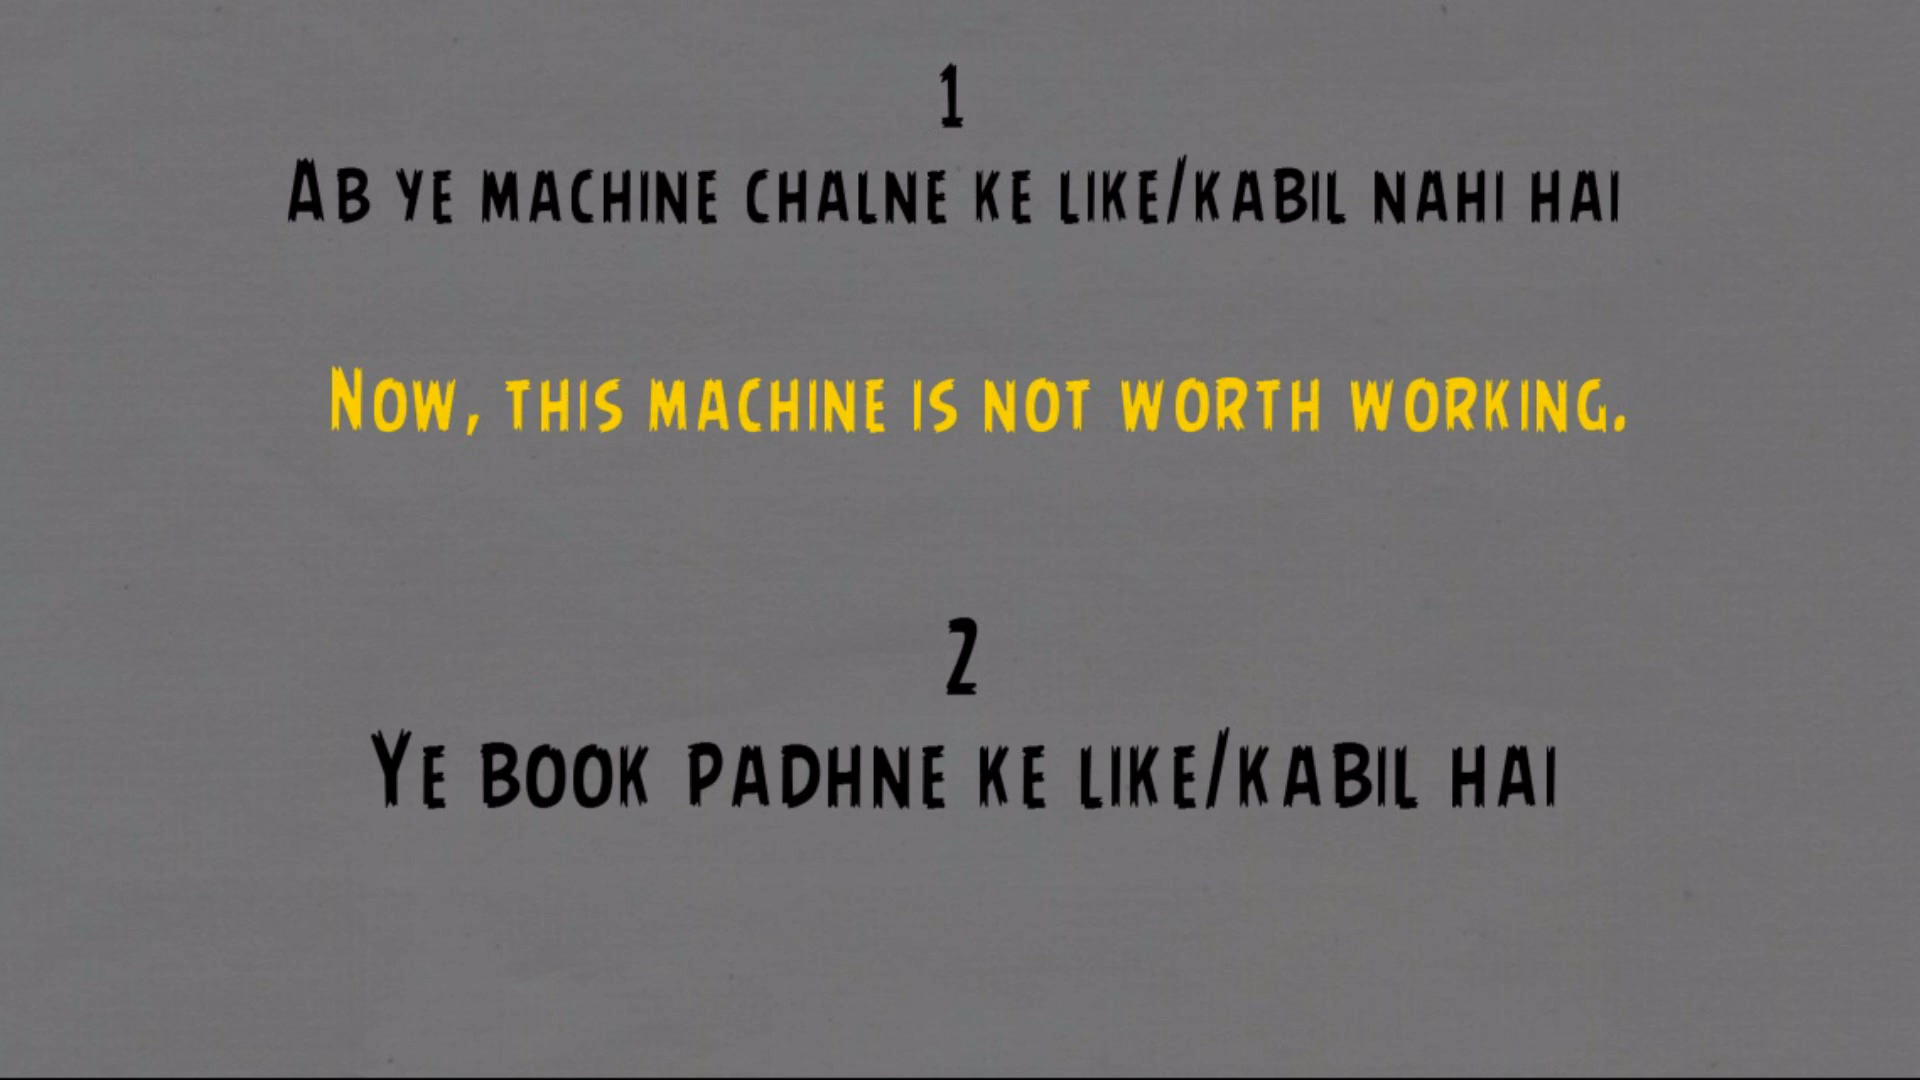 1
Ab ye machine chalne ke like/kabil nahi hai
Now, this machine is not worth working.
2
Ye book padhne ke like/kabil hai